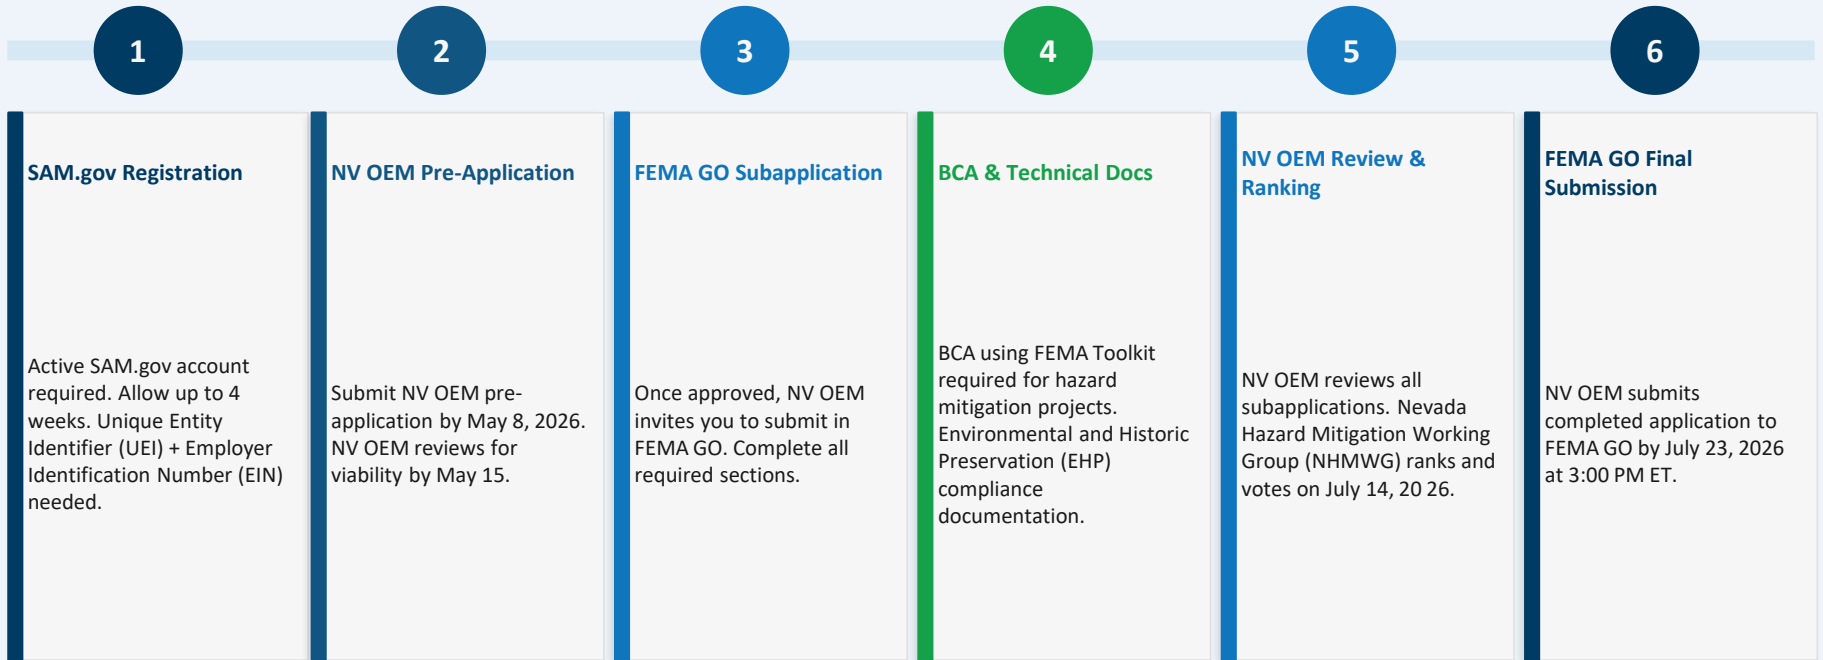 1
2
3
4
5
6
SAM.gov Registration
Active SAM.gov account
required. Allow up to 4
weeks. Unique Entity
Identifier (UEI) + Employer
Identification Number (EIN)
needed.
NV OEM Pre-Application
Submit NV OEM pre-
application by May 8, 2026.
NV OEM reviews for
viability by May 15.
FEMA GO Subapplication
Once approved, NV OEM
invites you to submit in
FEMA GO. Complete all
required sections.
BCA & Technical Docs
BCA using FEMA Toolkit
required for hazard
mitigation projects.
Environmental and Historic
Preservation (EHP)
compliance
documentation.
NV OEM Review &
Ranking
NV OEM reviews all
subapplications. Nevada
Hazard Mitigation Working
Group (NHMWG) ranks and
votes on July 14, 20 26.
FEMA GO Final
Submission
NV OEM submits
completed application to
FEMA GO by July 23, 2026
at 3:00 PM ET.